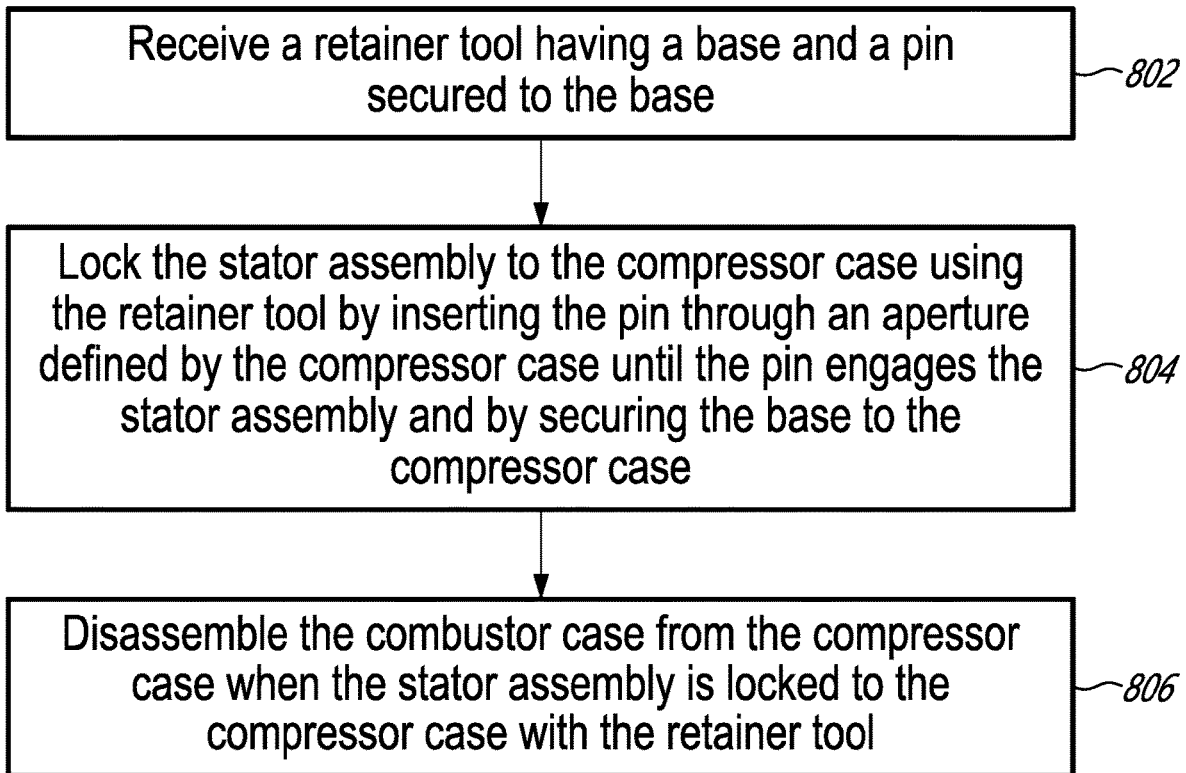 Receive a retainer tool having a base and a pin
secured to the base
802
Lock the stator assembly to the compressor case using
the retainer tool by inserting the pin through an aperture
defined by the compressor case until the pin engages the
stator assembly and by securing the base to the
compressor case
804
Disassemble the combustor case from the compressor
case when the stator assembly is locked to the
compressor case with the retainer tool
806